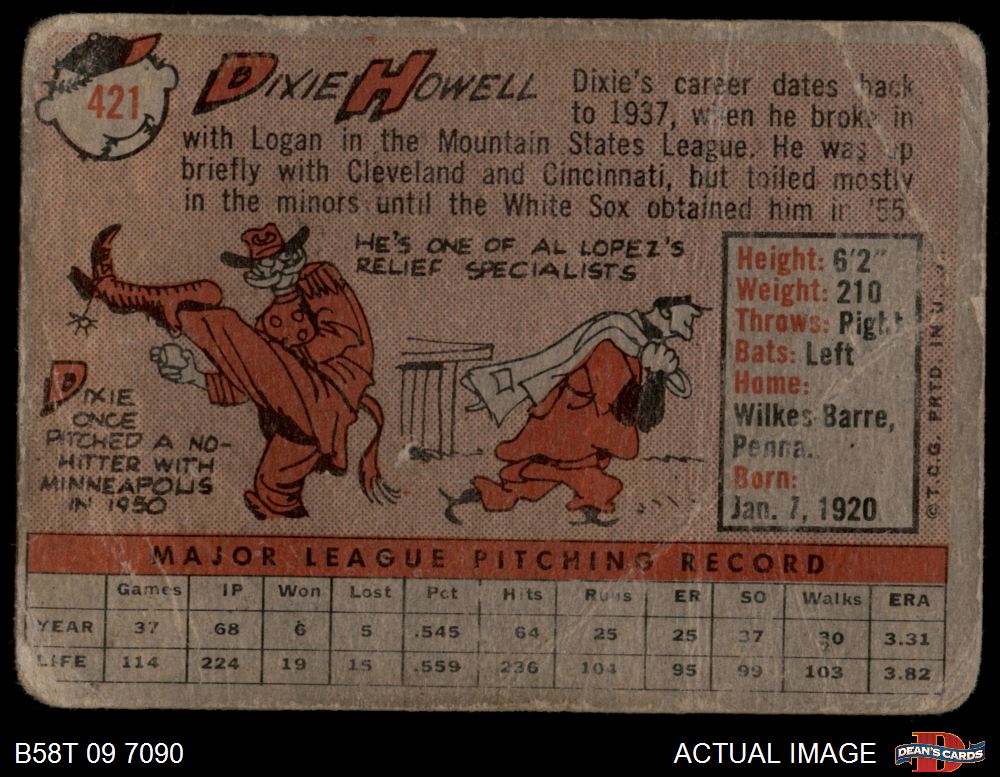 421
DIXIE HOWELL
Dixie's career dates back
to 1937, when he broke in
with Logan in the Mountain States League. He was up
briefly with Cleveland and Cincinnati, but toiled mostly
in the minors until the White Sox obtained him in '55.
HE'S ONE OF AL LOPEZ'S
RELIEF SPECIALISTS
DIXIE
ONCE
PITCHED A NO-
HITTER WITH
MINNEAPOLIS
IN 1950
Height: 6'2"
Weight: 210
Throws: Right
Bats: Left
Home:
Wilkes-Barre,
Penna.
Born:
Jan. 7, 1920
©T.C.G. PRTD. IN U.S.A.
MAJOR LEAGUE PITCHING RECORD
Games IP Won Lost Pct Hits Runs ER SO Walks ERA
YEAR 37 68 6 5 .545 64 25 25 37 30 3.31
LIFE 114 224 19 15 .559 236 104 95 99 103 3.82
B58T 09 7090
ACTUAL IMAGE
D
DEAN'S CARDS